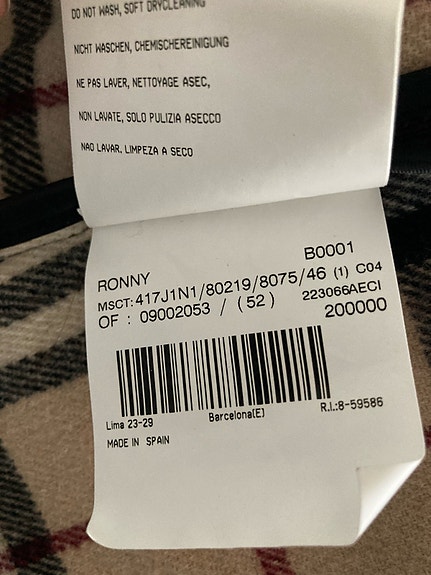 DO NOT WASH, SOFT DRYCLEANING
NICHT WASCHEN, CHEMISCHEREINIGUNG
NE PAS LAVER, NETTOYAGE ASEC,
NON LAVATE, SOLO PULIZIA ASECCO
NAO LAVAR. LIMPEZA A SECO
RONNY B0001
MSCT:417J1N1/80219/8075/46 (1) C04
OF : 09002053 / (52) 223066AECI
200000
Lima 23-29 Barcelona(E) R.I.:8-59586
MADE IN SPAIN